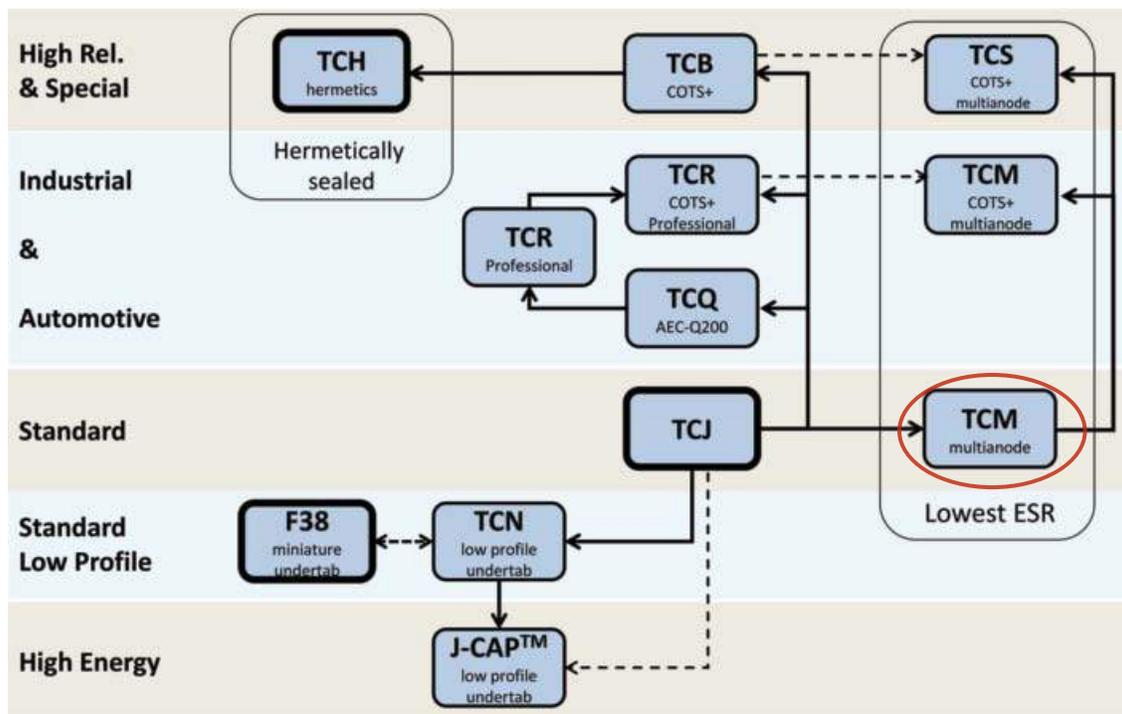 High Rel.
& Special
TCH
hermetics
Hermetically
sealed
TCB
COTS+
TCS
COTS+
multianode
Industrial
&
Automotive
TCR
COTS+
Professional
TCM
COTS+
multianode
TCR
Professional
TCQ
AEC-Q200
Standard
TCJ
TCM
multianode
Lowest ESR
Standard
Low Profile
F38
miniature
undertab
TCN
low profile
undertab
High Energy
J-CAP™
low profile
undertab